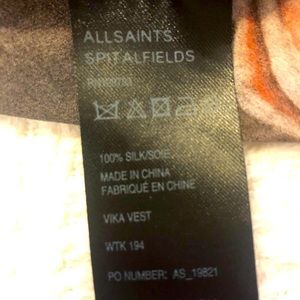 ALLSAINTS
SPITALFIELDS
100% SILK/SOIE
MADE IN CHINA
FABRIQUÉ EN CHINE
VIKA VEST
WTK 194
PO NUMBER: AS_19821